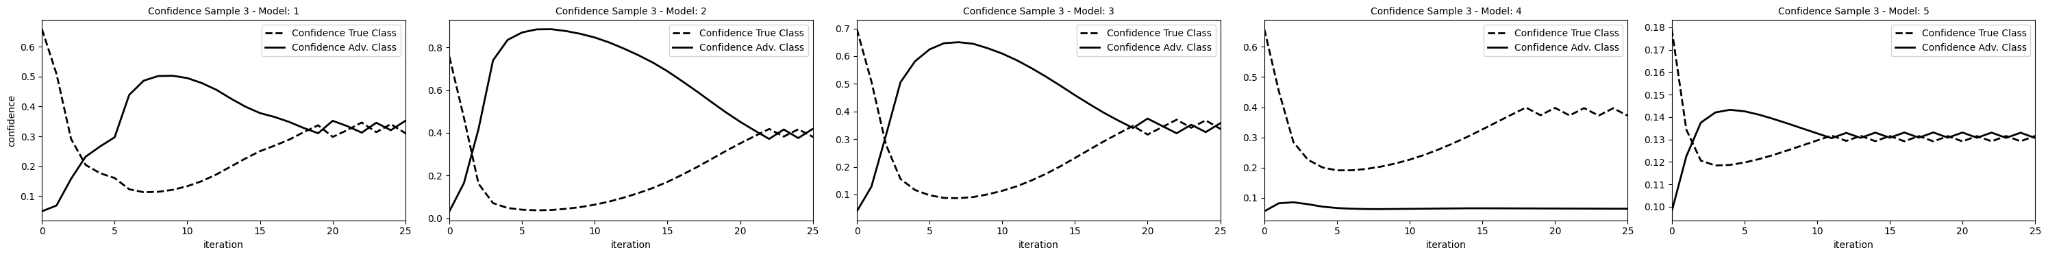 Confidence Sample 3 - Model: 1
Confidence True Class
Confidence Adv. Class
confidence
0.6
0.5
0.4
0.3
0.2
0.1
0 5 10 15 20 25
iteration
Confidence Sample 3 - Model: 2
Confidence True Class
Confidence Adv. Class
0.8
0.6
0.4
0.2
0.0
0 5 10 15 20 25
iteration
Confidence Sample 3 - Model: 3
Confidence True Class
Confidence Adv. Class
0.7
0.6
0.5
0.4
0.3
0.2
0.1
0 5 10 15 20 25
iteration
Confidence Sample 3 - Model: 4
Confidence True Class
Confidence Adv. Class
0.6
0.5
0.4
0.3
0.2
0.1
0 5 10 15 20 25
iteration
Confidence Sample 3 - Model: 5
Confidence True Class
Confidence Adv. Class
0.18
0.17
0.16
0.15
0.14
0.13
0.12
0.11
0.10
0 5 10 15 20 25
iteration